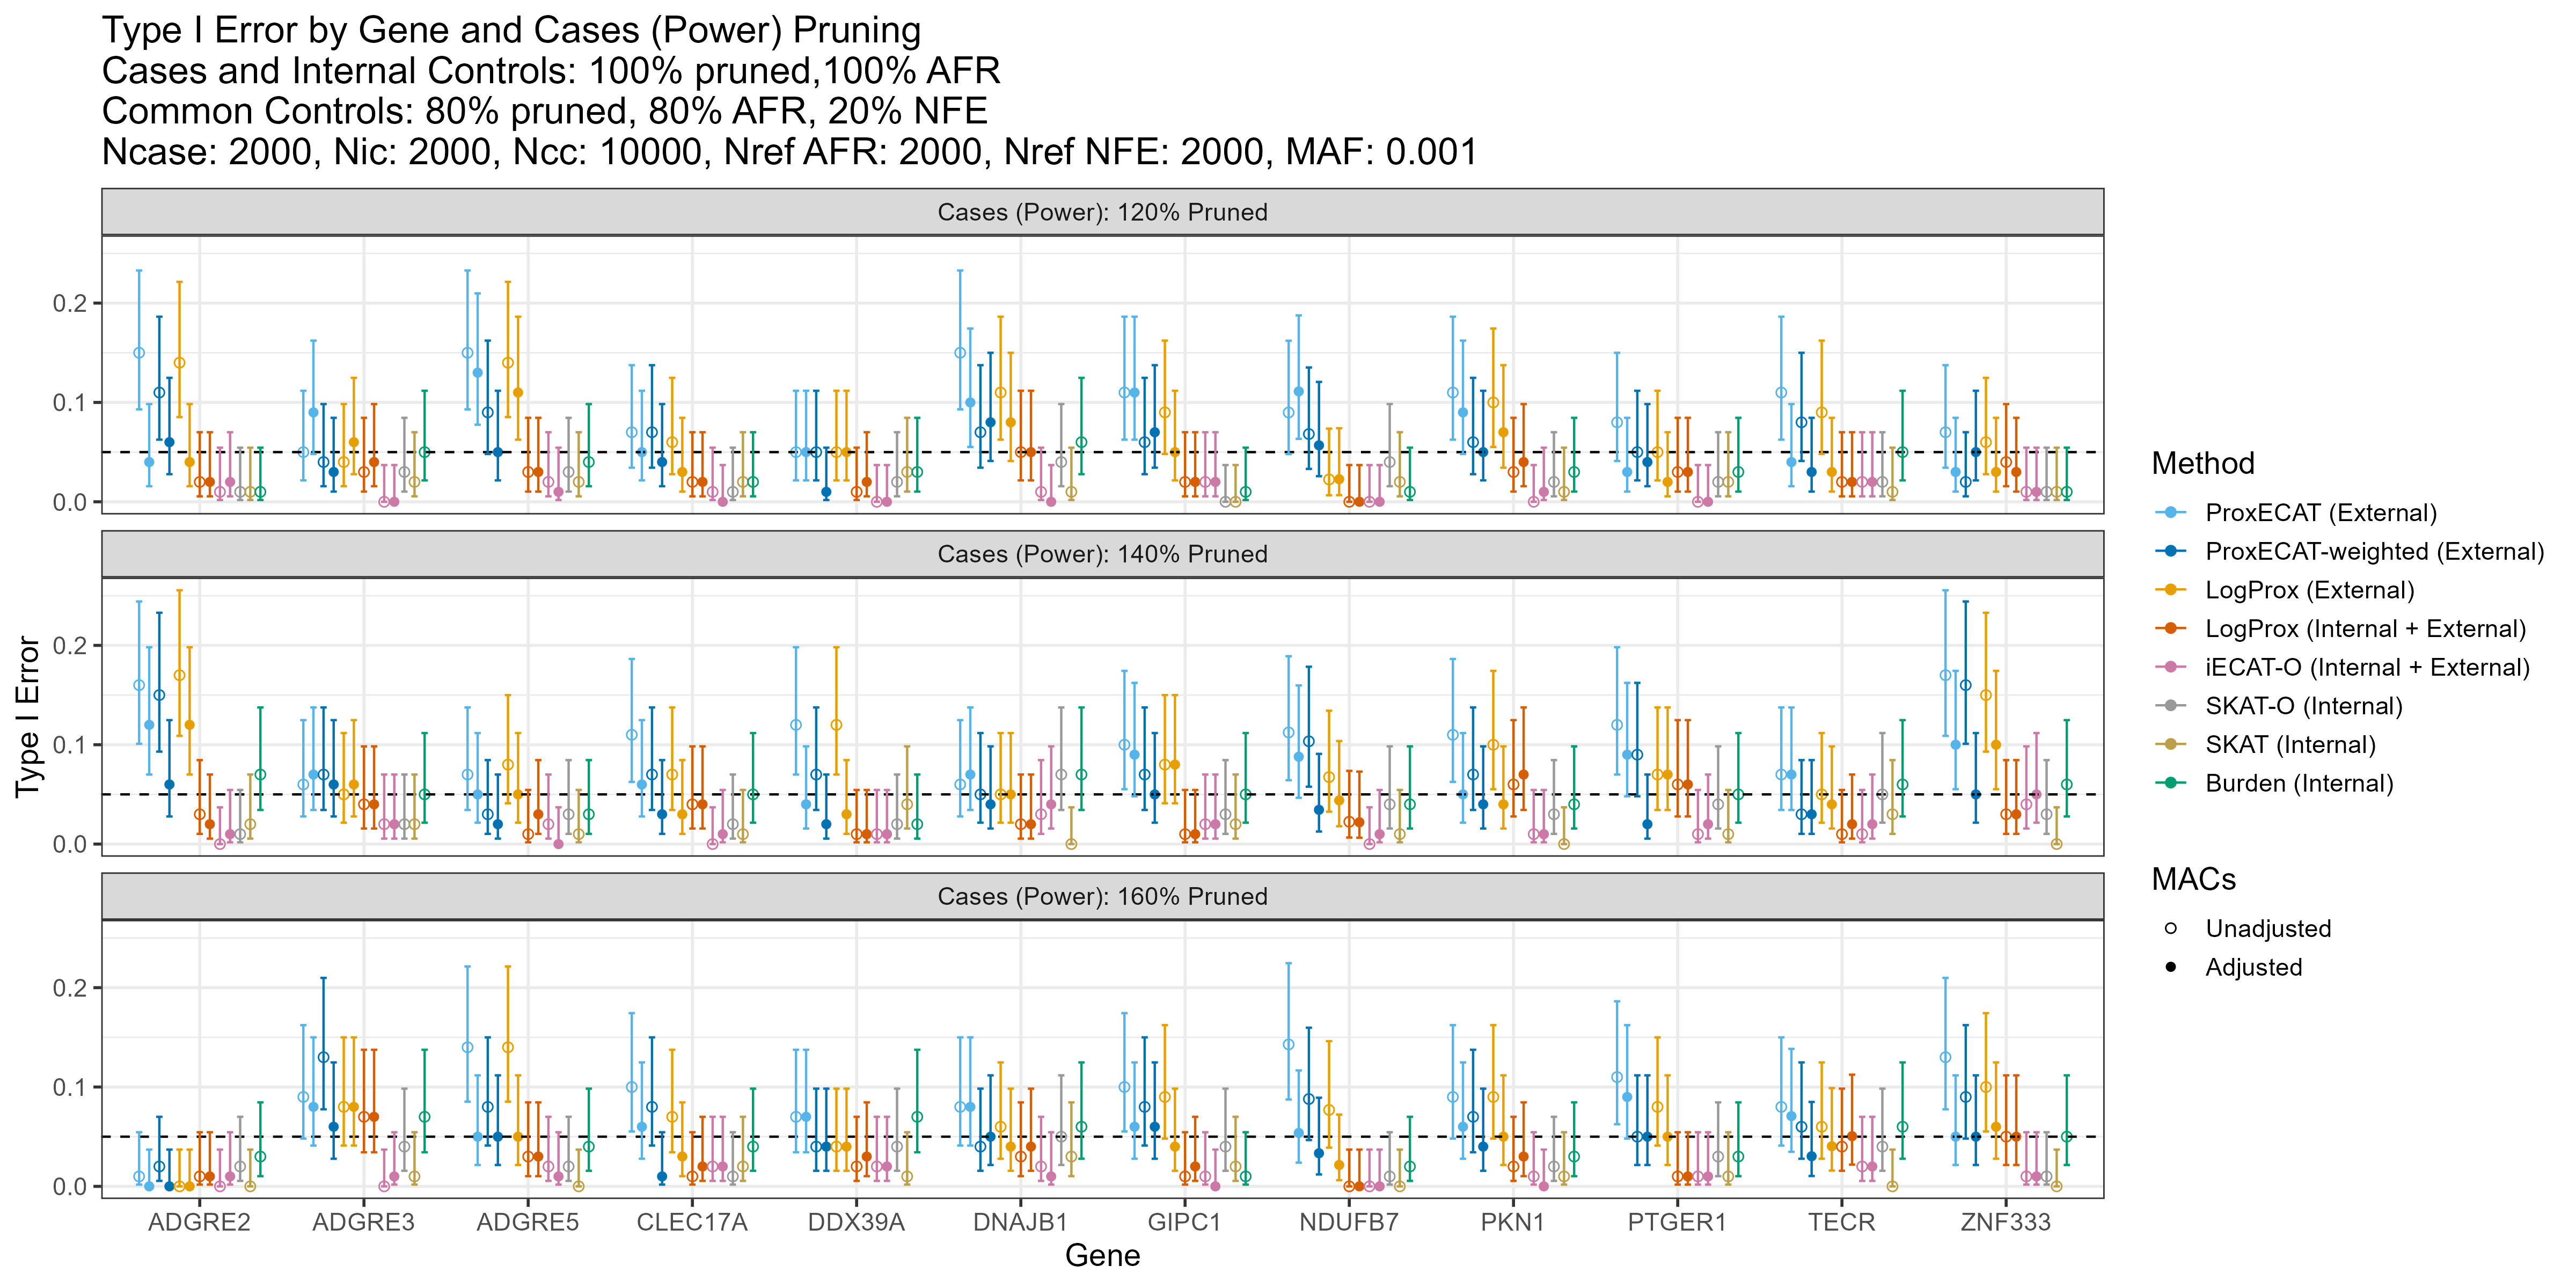 Type I Error by Gene and Cases (Power) Pruning
Cases and Internal Controls: 100% pruned,100% AFR
Common Controls: 80% pruned, 80% AFR, 20% NFE
Ncase: 2000, Nic: 2000, Ncc: 10000, Nref AFR: 2000, Nref NFE: 2000, MAF: 0.001
Cases (Power): 120% Pruned
0.2
0.1
0.0
Cases (Power): 140% Pruned
0.2
0.1
0.0
Cases (Power): 160% Pruned
0.2
0.1
0.0
Type I Error
ADGRE2 ADGRE3 ADGRE5 CLEC17A DDX39A DNAJB1 GIPC1 NDUFB7 PKN1 PTGER1 TECR ZNF333
Gene
Method
ProxECAT (External)
ProxECAT-weighted (External)
LogProx (External)
LogProx (Internal + External)
iECAT-O (Internal + External)
SKAT-O (Internal)
SKAT (Internal)
Burden (Internal)
MACs
Unadjusted
Adjusted